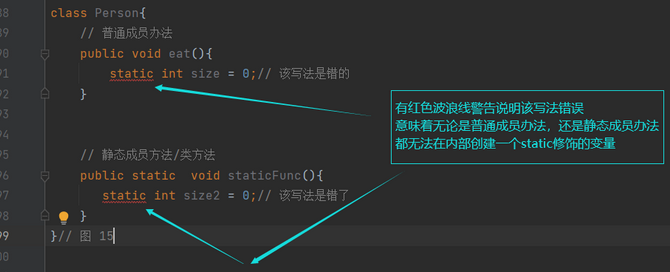 88 class Person{
89 // 普通成员办法
90 public void eat(){
91 static int size = 0;// 该写法是错的
92 }
93
94
95 // 静态成员方法/类方法
96 public static  void staticFunc(){
97 static int size2 = 0;// 该写法是错了
98 }
99 }// 图 15
00
有红色波浪线警告说明该写法错误
意味着无论是普通成员办法，还是静态成员办法
都无法在内部创建一个static修饰的变量